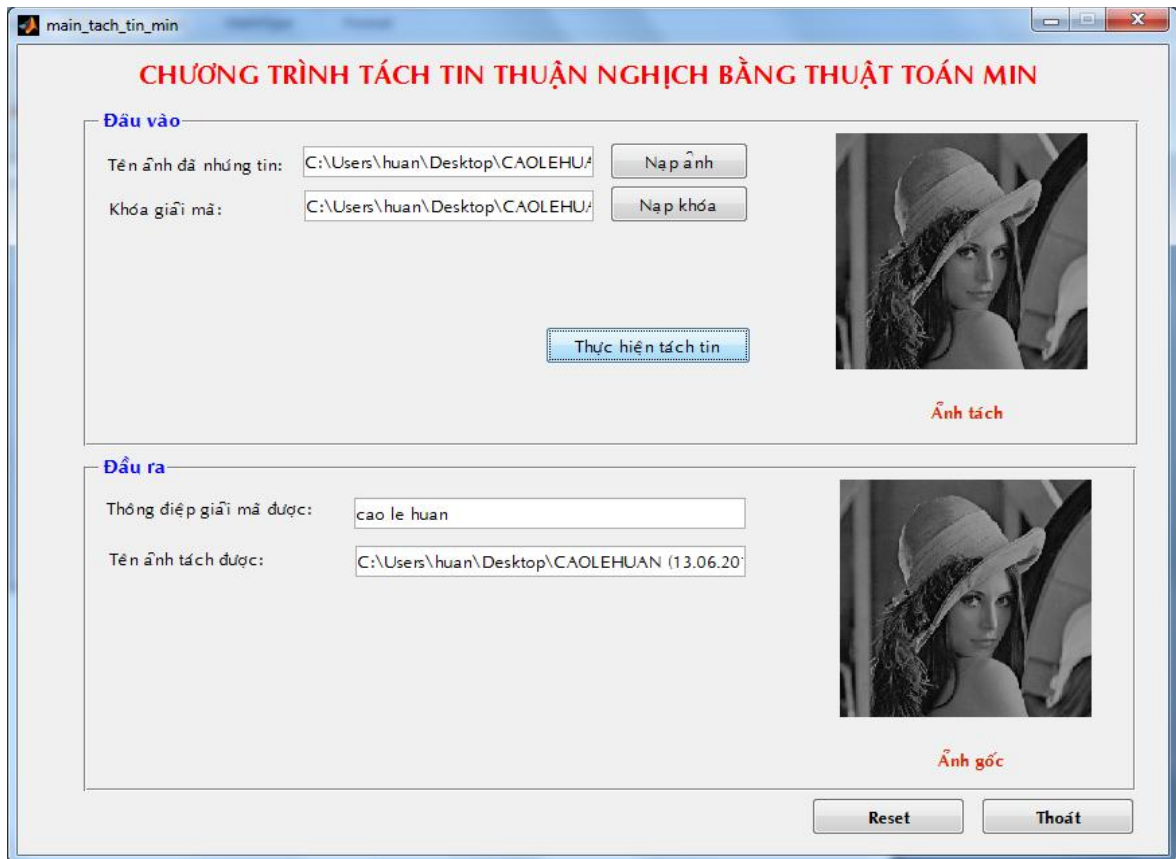 main_tach_tin_min
CHƯƠNG TRÌNH TÁCH TIN THUẬN NGHỊCH BẰNG THUẬT TOÁN MIN
Đầu vào
Tên ảnh đã nhúng tin: C:\Users\huan\Desktop\CAOLEHUA Nạp ảnh
Khóa giải mã: C:\Users\huan\Desktop\CAOLEHUA Nạp khóa
Thực hiện tách tin
Ảnh tách
Đầu ra
Thông điệp giải mã được: cao le huan
Tên ảnh tách được: C:\Users\huan\Desktop\CAOLEHUAN (13.06.20
Ảnh gốc
Reset Thoát